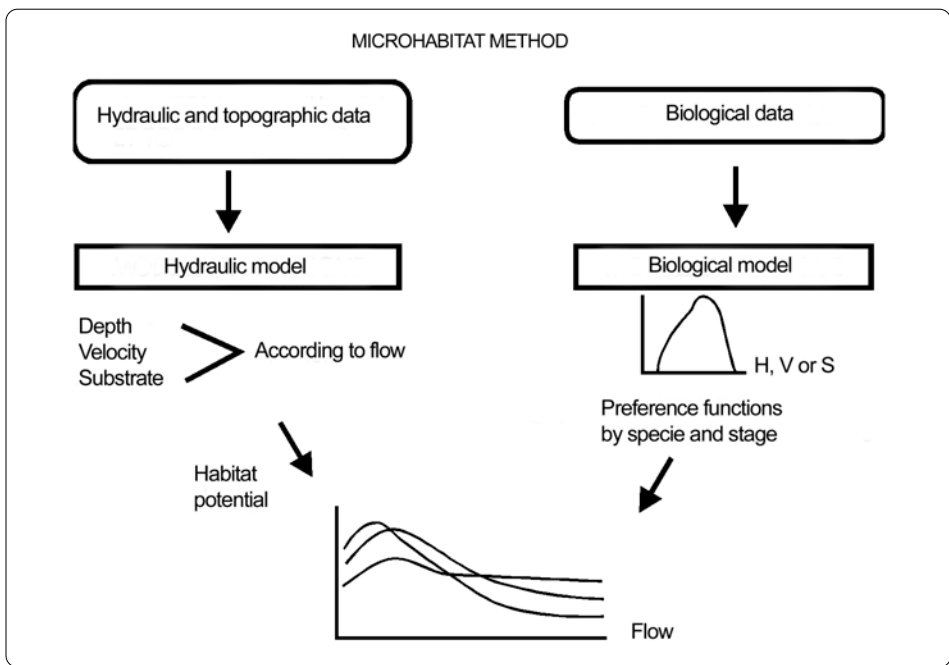 MICROHABITAT METHOD
Hydraulic and topographic data
Biological data
Hydraulic model
Biological model
Depth
Velocity
Substrate
According to flow
H, V or S
Preference functions
by specie and stage
Habitat
potential
Flow